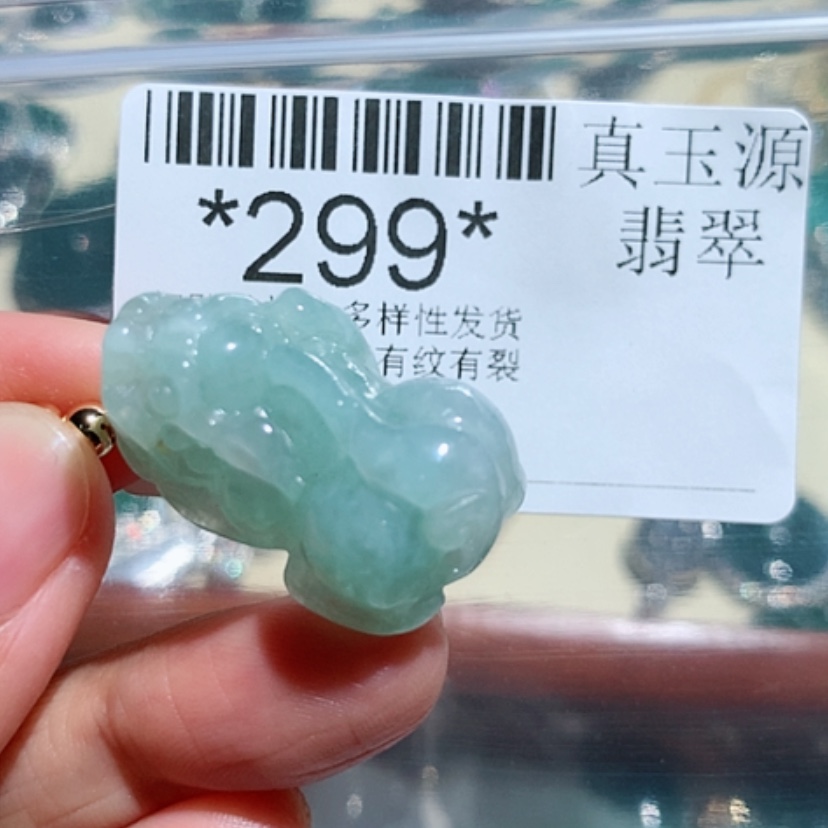 真玉源
翡翠
*299*
多样性发货
有纹有裂